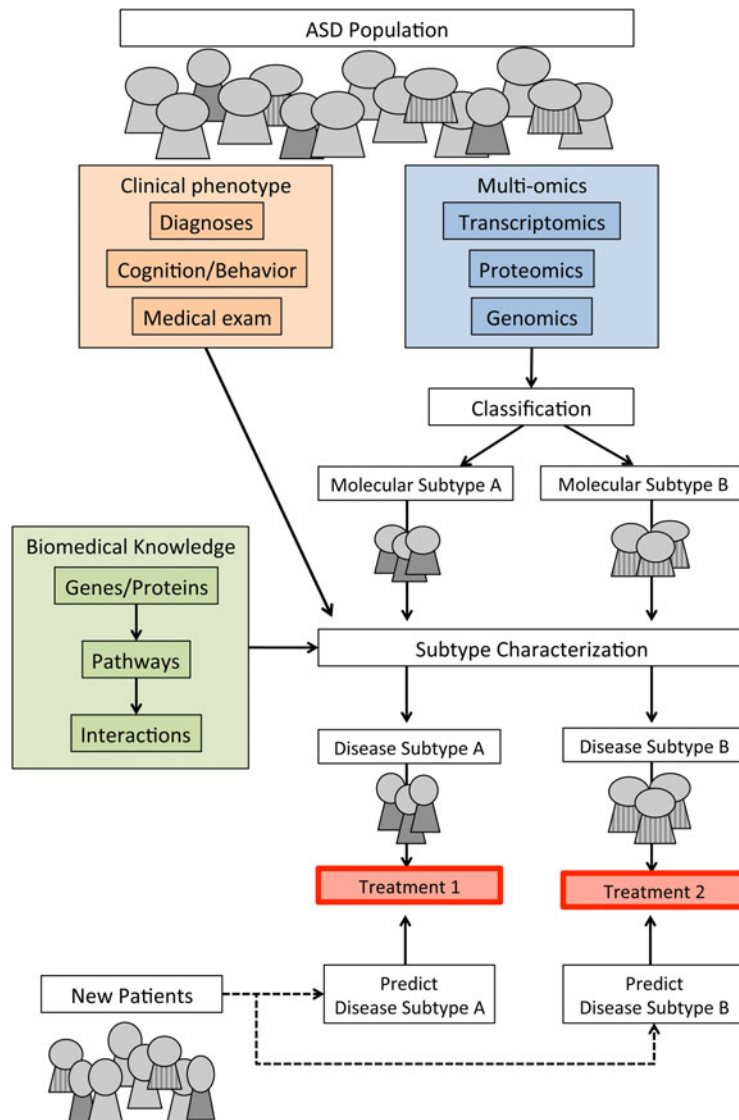 ASD Population
Clinical phenotype
Diagnoses
Cognition/Behavior
Medical exam
Multi-omics
Transcriptomics
Proteomics
Genomics
Classification
Molecular Subtype A
Molecular Subtype B
Biomedical Knowledge
Genes/Proteins
Pathways
Interactions
Subtype Characterization
Disease Subtype A
Disease Subtype B
Treatment 1
Treatment 2
New Patients
Predict
Disease Subtype A
Predict
Disease Subtype B